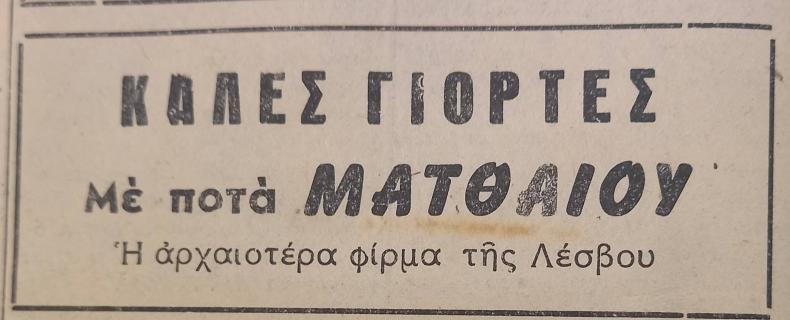 ΚΑΛΕΣ ΓΙΟΡΤΕΣ
Μὲ ποτὰ ΜΑΤΘΑΙΟΥ
Ἡ ἀρχαιοτέρα φίρμα τῆς Λέσβου